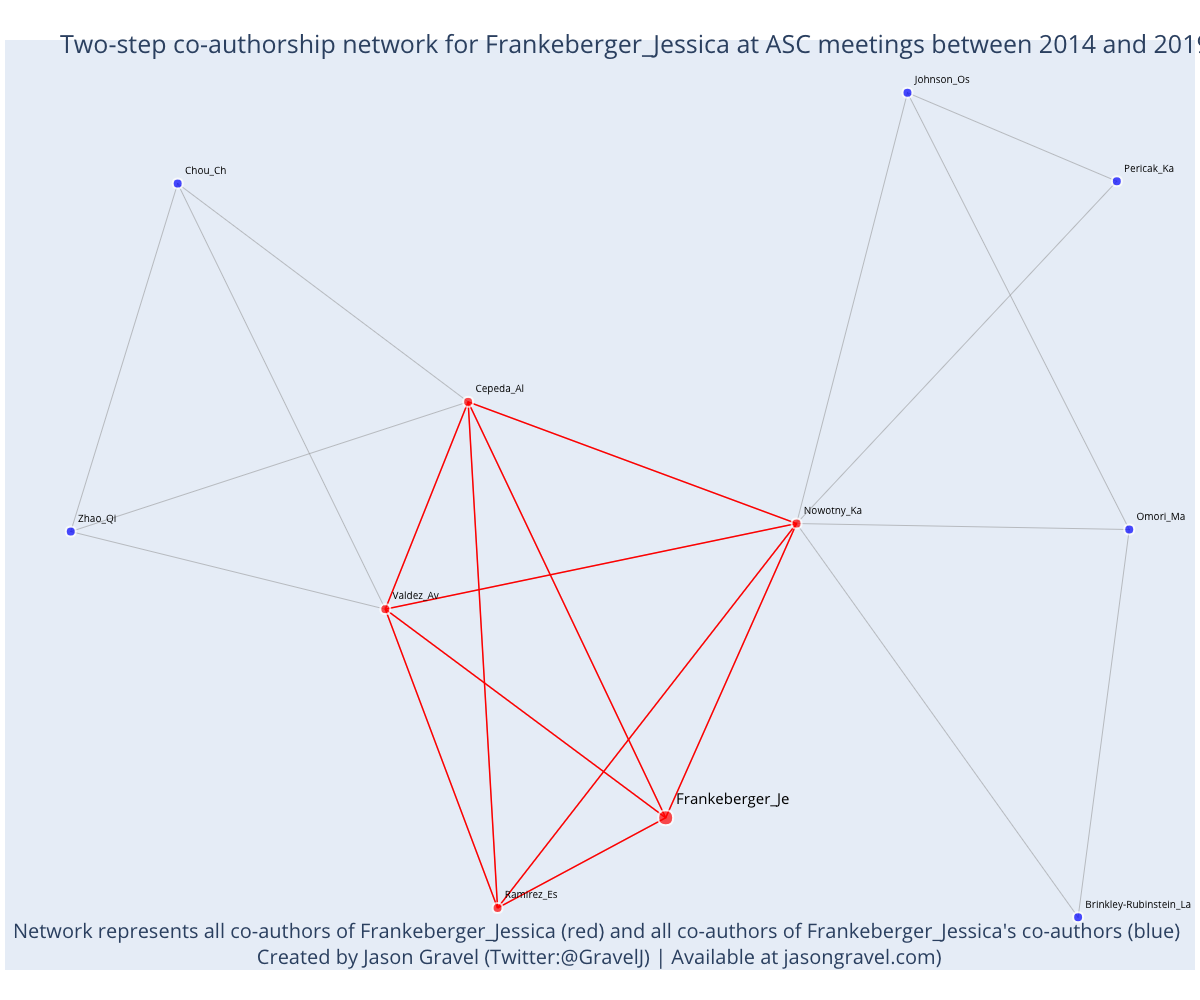 Two-step co-authorship network for Frankeberger_Jessica at ASC meetings between 2014 and 2019
Johnson_Os
Pericak_Ka
Chou_Ch
Cepeda_Al
Nowotny_Ka
Omori_Ma
Zhao_Qi
Valdez_Av
Frankeberger_Je
Ramirez_Es
Brinkley-Rubinstein_La
Network represents all co-authors of Frankeberger_Jessica (red) and all co-authors of Frankeberger_Jessica's co-authors (blue)
Created by Jason Gravel (Twitter:@GravelJ) | Available at jasongravel.com)